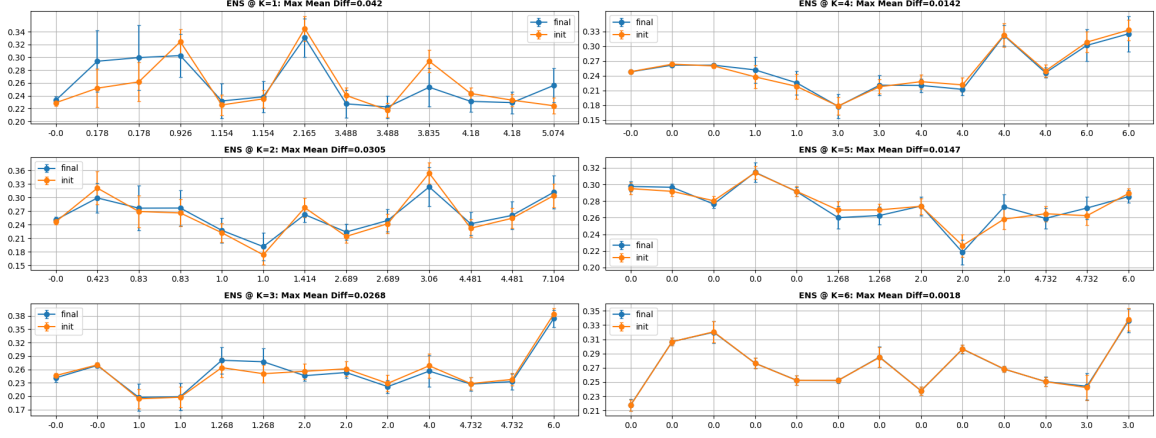 ENS @ K=1: Max Mean Diff=0.042
final
init
0.34
0.32
0.30
0.28
0.26
0.24
0.22
0.20
-0.0 0.178 0.178 0.926 1.154 1.154 2.165 3.488 3.488 3.835 4.18 4.18 5.074
ENS @ K=4: Max Mean Diff=0.0142
final
init
0.33
0.30
0.27
0.24
0.21
0.18
0.15
-0.0 0.0 0.0 1.0 1.0 3.0 3.0 4.0 4.0 4.0 4.0 6.0 6.0
ENS @ K=2: Max Mean Diff=0.0305
final
init
0.36
0.33
0.30
0.27
0.24
0.21
0.18
0.15
-0.0 0.423 0.83 0.83 1.0 1.0 1.414 2.689 2.689 3.06 4.481 4.481 7.104
ENS @ K=5: Max Mean Diff=0.0147
final
init
0.32
0.30
0.28
0.26
0.24
0.22
0.20
0.0 0.0 0.0 0.0 0.0 1.268 1.268 2.0 2.0 2.0 4.732 4.732 6.0
ENS @ K=3: Max Mean Diff=0.0268
final
init
0.38
0.35
0.32
0.29
0.26
0.23
0.20
0.17
-0.0 -0.0 1.0 1.0 1.268 1.268 2.0 2.0 2.0 4.0 4.732 4.732 6.0
ENS @ K=6: Max Mean Diff=0.0018
final
init
0.35
0.33
0.31
0.29
0.27
0.25
0.23
0.21
0.0 0.0 0.0 0.0 0.0 0.0 0.0 0.0 0.0 0.0 0.0 3.0 3.0